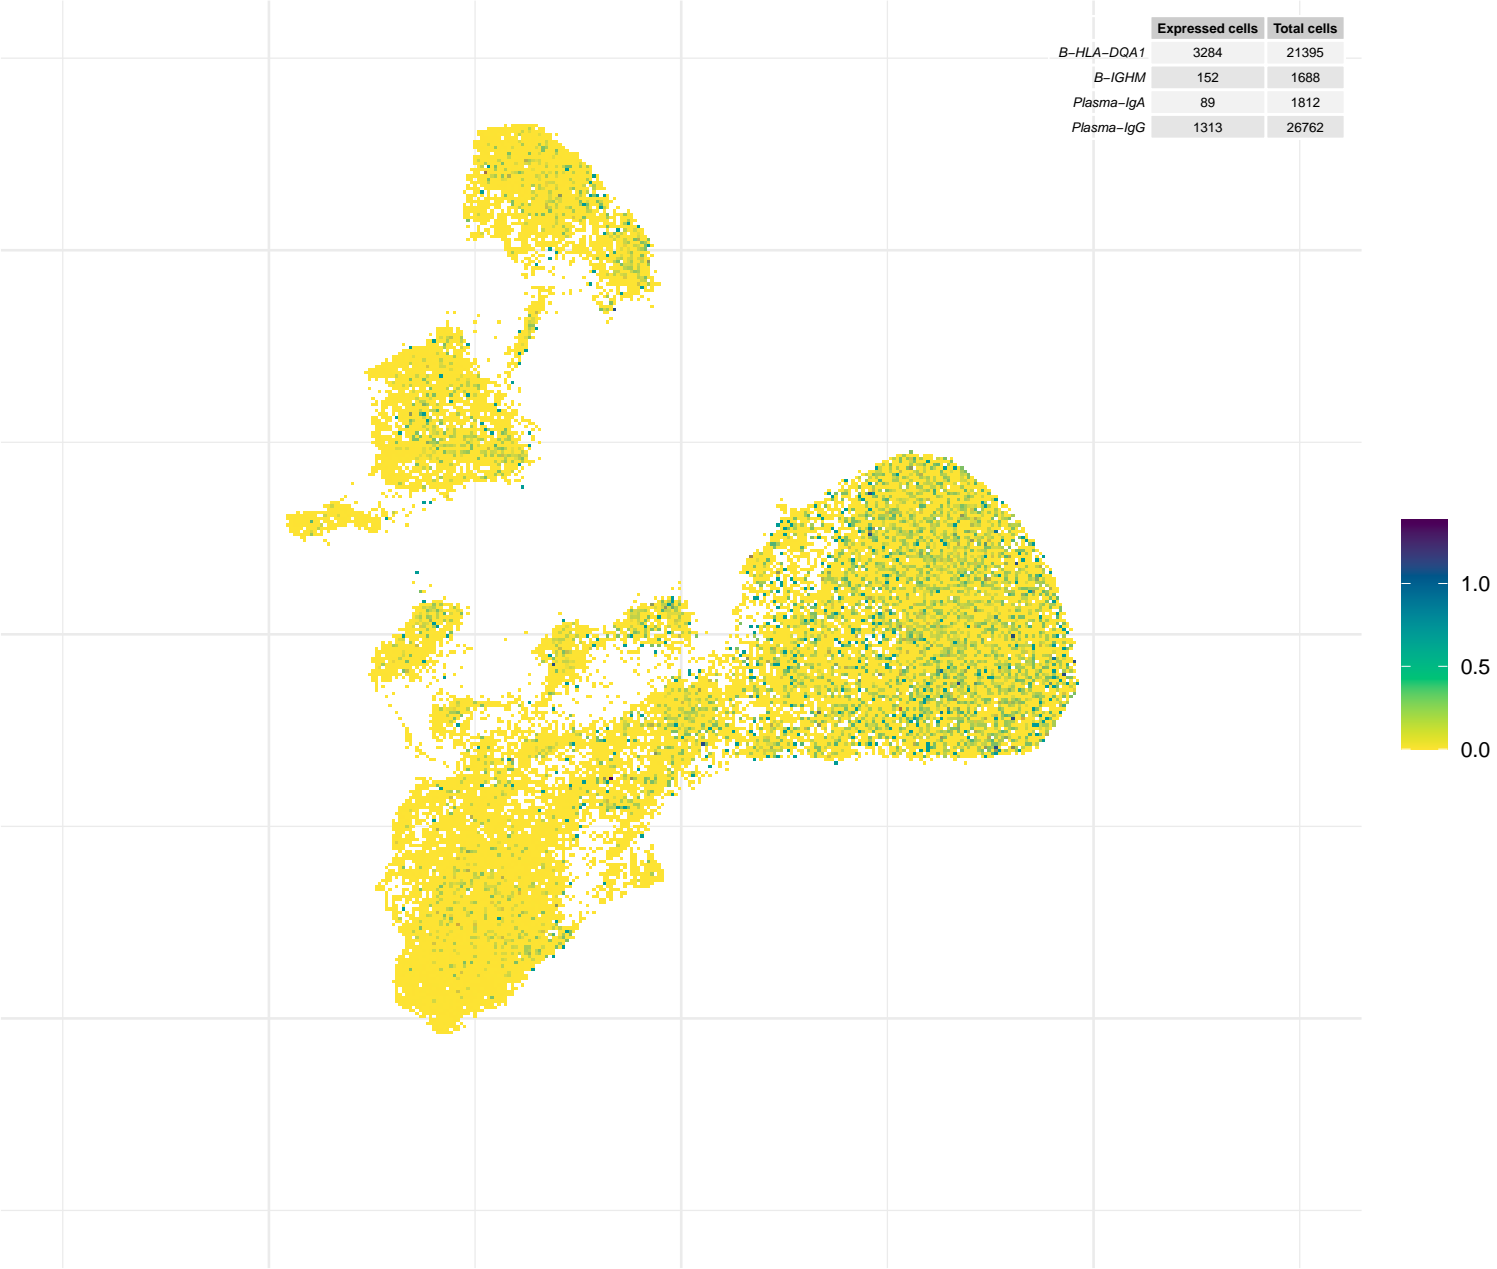 Expressed cells Total cells
B−HLA−DQA1 3284 21395
B−IGHM 152 1688
Plasma−IgA 89 1812
Plasma−IgG 1313 26762
1.0
0.5
0.0